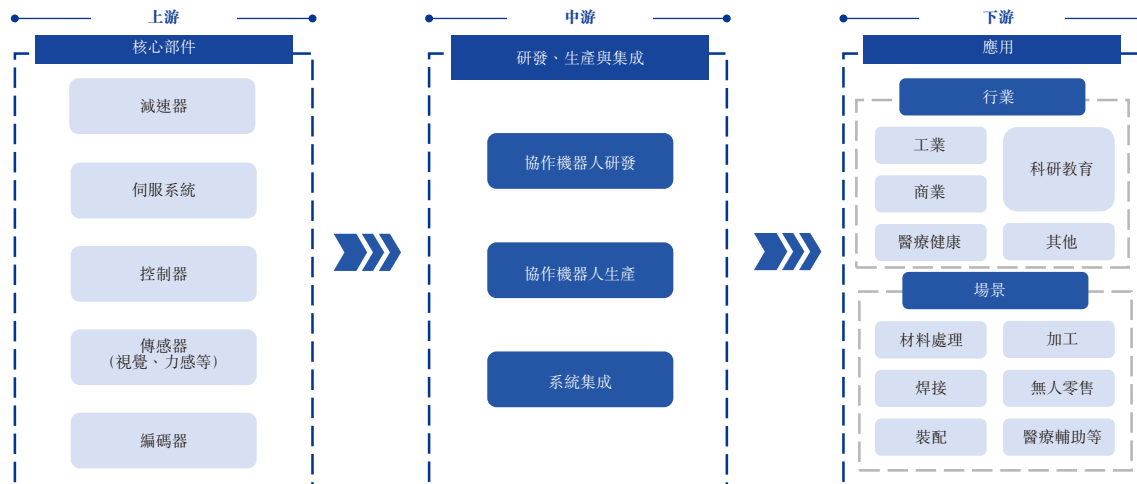 上游
核心部件
減速器
伺服系統
控制器
傳感器
(視覺、力感等)
編碼器
中游
研發、生產與集成
協作機器人研發
協作機器人生產
系統集成
下游
應用
行業
工業
科研教育
商業
醫療健康
其他
場景
材料處理
加工
焊接
無人零售
裝配
醫療輔助等